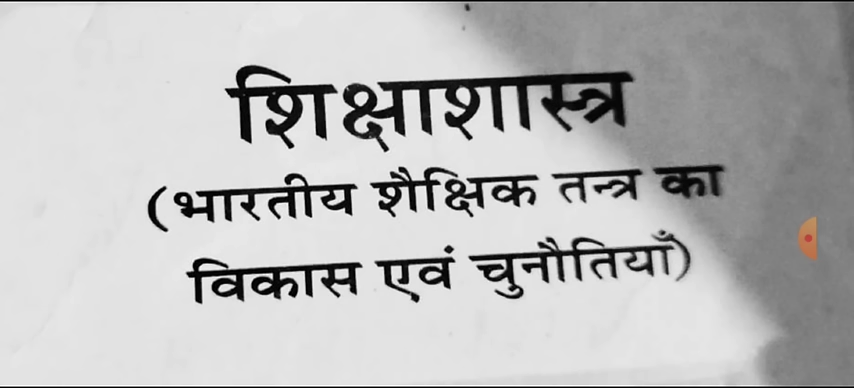 शिक्षाशास्त्र
(भारतीय शैक्षिक तन्त्र का
विकास एवं चुनौतियाँ)